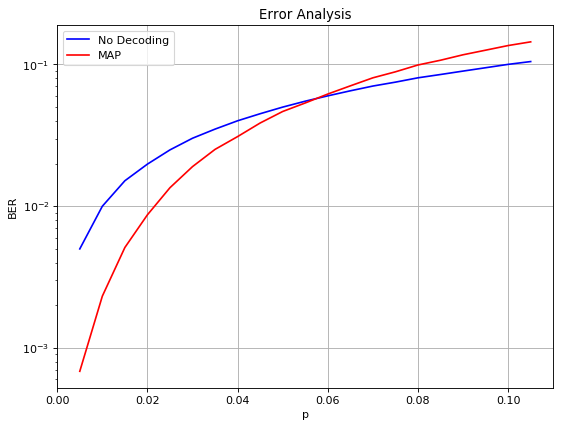 Error Analysis
No Decoding
MAP
10⁻¹
10⁻²
10⁻³
BER
0.00 0.02 0.04 0.06 0.08 0.10
p